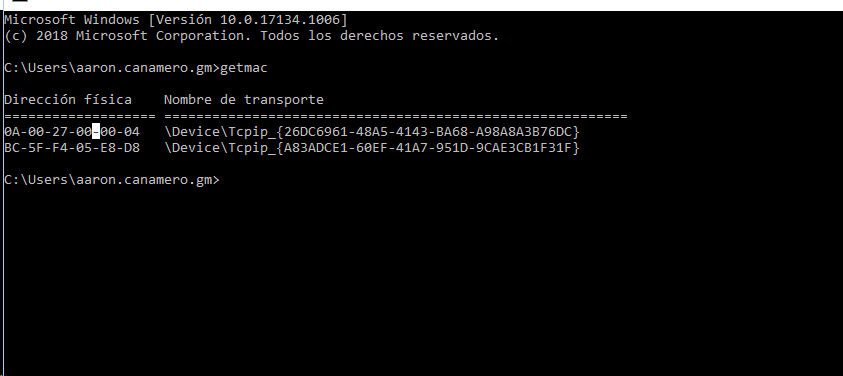 Microsoft Windows [Versión 10.0.17134.1006]
(c) 2018 Microsoft Corporation. Todos los derechos reservados.
C:\Users\aaron.canamero.gm>getmac
Dirección física    Nombre de transporte
=================== ==========================================================
0A-00-27-00-00-04   \Device\Tcpip_{26DC6961-48A5-4143-BA68-A98A8A3B76DC}
BC-5F-F4-05-E8-D8   \Device\Tcpip_{A83ADCE1-60EF-41A7-951D-9CAE3CB1F31F}
C:\Users\aaron.canamero.gm>